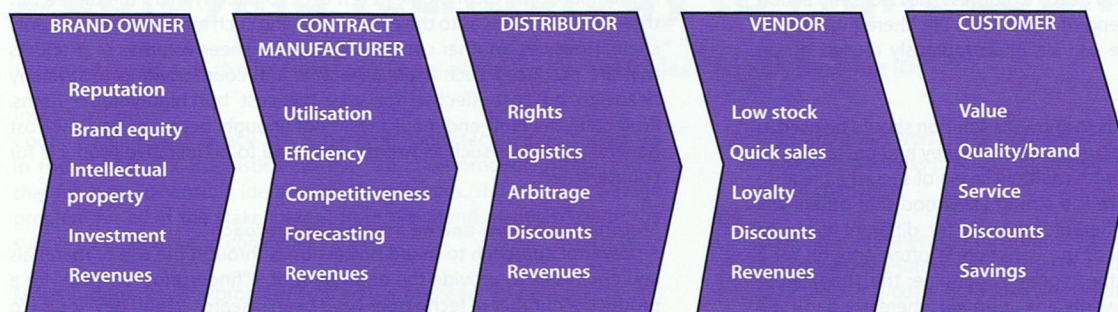 BRAND OWNER
Reputation
Brand equity
Intellectual
property
Investment
Revenues
CONTRACT
MANUFACTURER
Utilisation
Efficiency
Competitiveness
Forecasting
Revenues
DISTRIBUTOR
Rights
Logistics
Arbitrage
Discounts
Revenues
VENDOR
Low stock
Quick sales
Loyalty
Discounts
Revenues
CUSTOMER
Value
Quality/brand
Service
Discounts
Savings